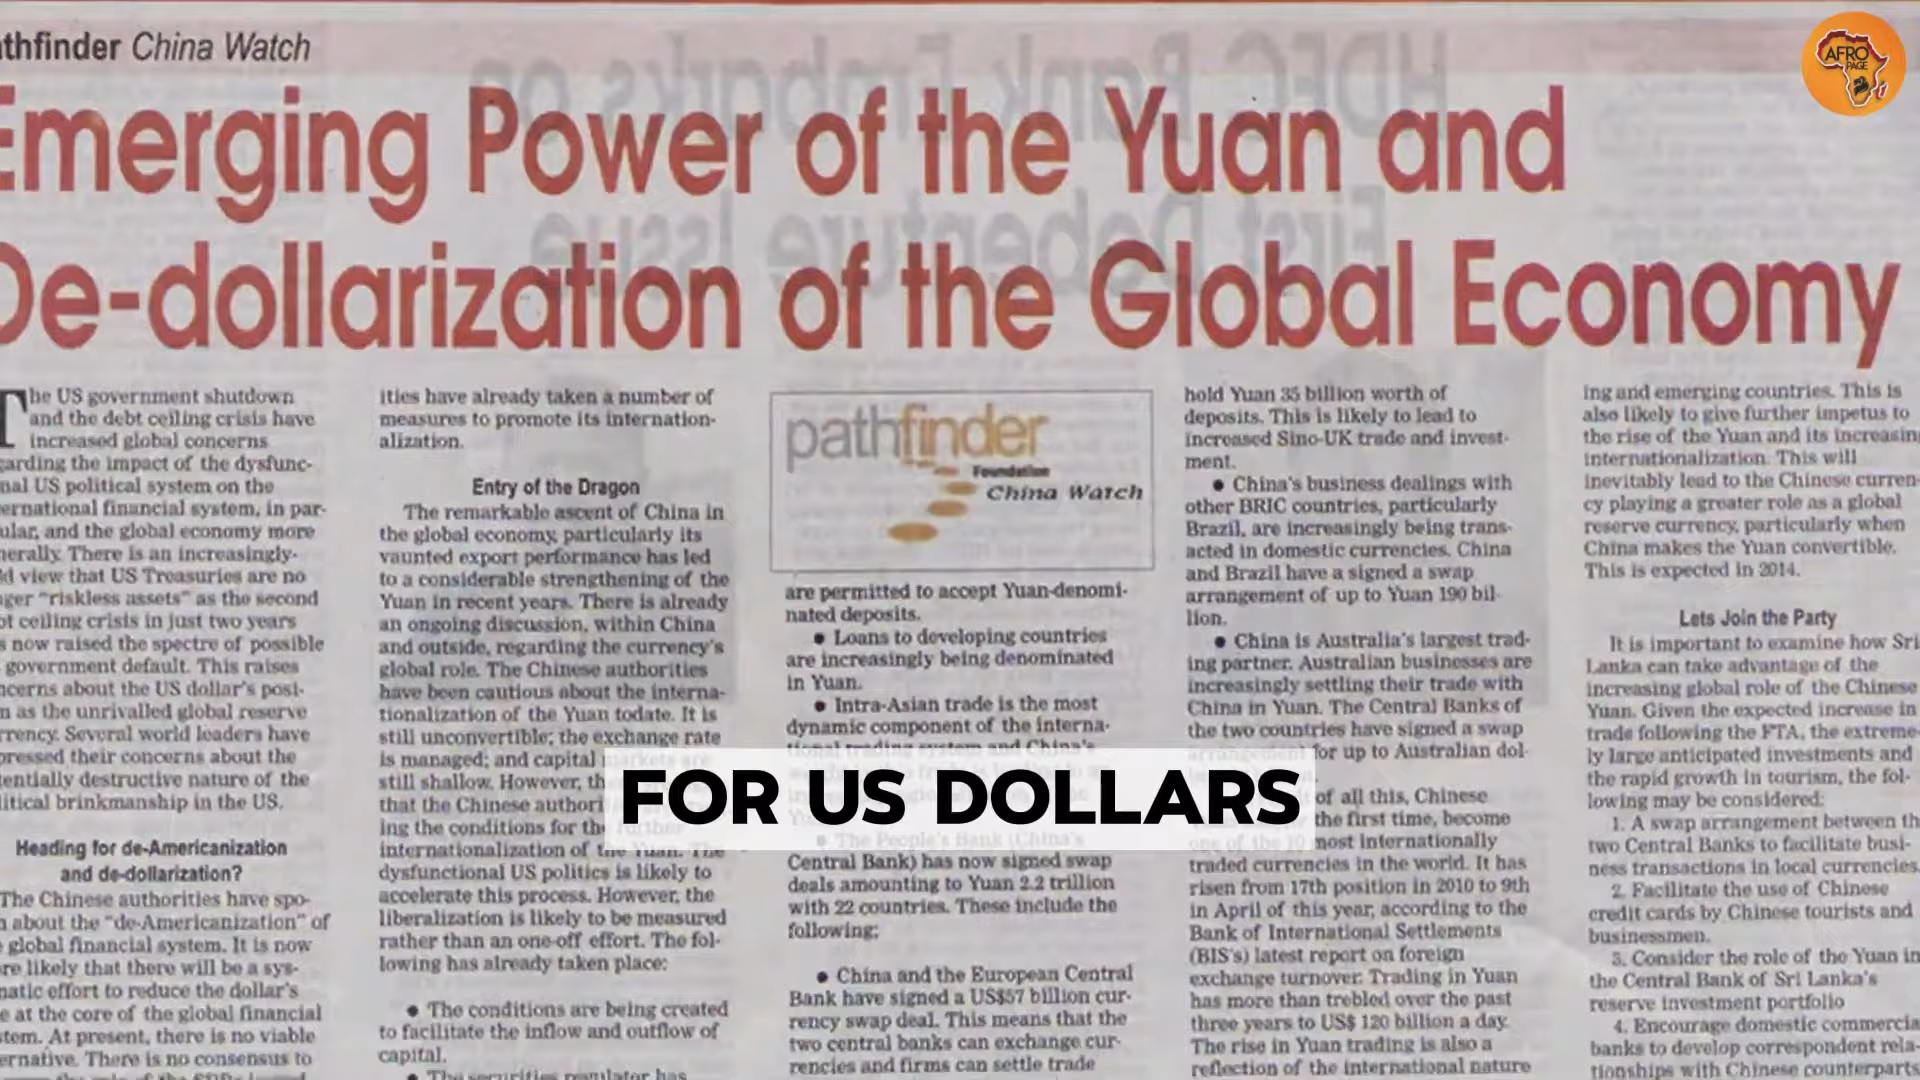 thfinder China Watch
AFRO
PAGE
Emerging Power of the Yuan and
De-dollarization of the Global Economy
The US government shutdown
and the debt ceiling crisis have
increased global concerns
garding the impact of the dysfunc-
nal US political system on the
ernational financial system, in par-
ular, and the global economy more
nerally. There is an increasingly-
ld view that US Treasuries are no
ger "riskless assets" as the second
bt ceiling crisis in just two years
s now raised the spectre of possible
government default. This raises
ncerns about the US dollar's posi-
n as the unrivalled global reserve
rrency. Several world leaders have
pressed their concerns about the
tentially destructive nature of the
litical brinkmanship in the US.
Heading for de-Americanization
and de-dollarization?
The Chinese authorities have spo-
n about the "de-Americanization" of
global financial system. It is now
re likely that there will be a sys-
matic effort to reduce the dollar's
e at the core of the global financial
stem. At present, there is no viable
ernative. There is no consensus to
ities have already taken a number of
measures to promote its internation-
alization.
Entry of the Dragon
The remarkable ascent of China in
the global economy, particularly its
vaunted export performance has led
to a considerable strengthening of the
Yuan in recent years. There is already
an ongoing discussion, within China
and outside, regarding the currency's
global role. The Chinese authorities
have been cautious about the interna-
tionalization of the Yuan todate. It is
still unconvertible; the exchange rate
is managed; and capital markets are
still shallow. However, th
that the Chinese authori
ing the conditions for the further
internationalization of the Yuan. The
dysfunctional US politics is likely to
accelerate this process. However, the
liberalization is likely to be measured
rather than an one-off effort. The fol-
lowing has already taken place:
● The conditions are being created
to facilitate the inflow and outflow of
capital.
● The securities regulator has
pathfinder
Foundation
China Watch
are permitted to accept Yuan-denomi-
nated deposits.
● Loans to developing countries
are increasingly being denominated
in Yuan.
● Intra-Asian trade is the most
dynamic component of the interna-
tional trading system and China's
FOR US DOLLARS
● The People's Bank (China's
Central Bank) has now signed swap
deals amounting to Yuan 2.2 trillion
with 22 countries. These include the
following:
● China and the European Central
Bank have signed a US$57 billion cur-
rency swap deal. This means that the
two central banks can exchange cur-
rencies and firms can settle trade
hold Yuan 35 billion worth of
deposits. This is likely to lead to
increased Sino-UK trade and invest-
ment.
● China's business dealings with
other BRIC countries, particularly
Brazil, are increasingly being trans-
acted in domestic currencies. China
and Brazil have a signed a swap
arrangement of up to Yuan 190 bil-
lion.
● China is Australia's largest trad-
ing partner. Australian businesses are
increasingly settling their trade with
China in Yuan. The Central Banks of
the two countries have signed a swap
arrangement for up to Australian dol-
of all this, Chinese
the first time, become
one of the 10 most internationally
traded currencies in the world. It has
risen from 17th position in 2010 to 9th
in April of this year, according to the
Bank of International Settlements
(BIS's) latest report on foreign
exchange turnover. Trading in Yuan
has more than trebled over the past
three years to US$ 120 billion a day.
The rise in Yuan trading is also a
reflection of the international nature
ing and emerging countries. This is
also likely to give further impetus to
the rise of the Yuan and its increasing
internationalization. This will
inevitably lead to the Chinese curren-
cy playing a greater role as a global
reserve currency, particularly when
China makes the Yuan convertible.
This is expected in 2014.
Lets Join the Party
It is important to examine how Sri
Lanka can take advantage of the
increasing global role of the Chinese
Yuan. Given the expected increase in
trade following the FTA, the extreme-
ly large anticipated investments and
the rapid growth in tourism, the fol-
lowing may be considered:
1. A swap arrangement between th
two Central Banks to facilitate busi-
ness transactions in local currencies.
2. Facilitate the use of Chinese
credit cards by Chinese tourists and
businessmen.
3. Consider the role of the Yuan in
the Central Bank of Sri Lanka's
reserve investment portfolio
4. Encourage domestic commercia
banks to develop correspondent rela-
tionships with Chinese counterparts